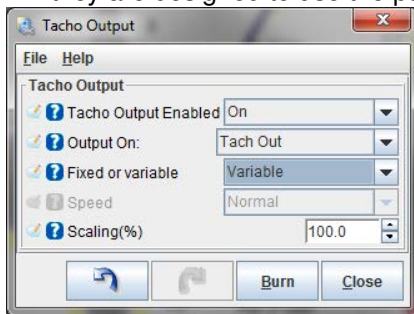 Tacho Output
File Help
Tacho Output
Tacho Output Enabled On
Output On: Tach Out
Fixed or variable Variable
Speed Normal
Scaling(%) 100.0
Burn Close